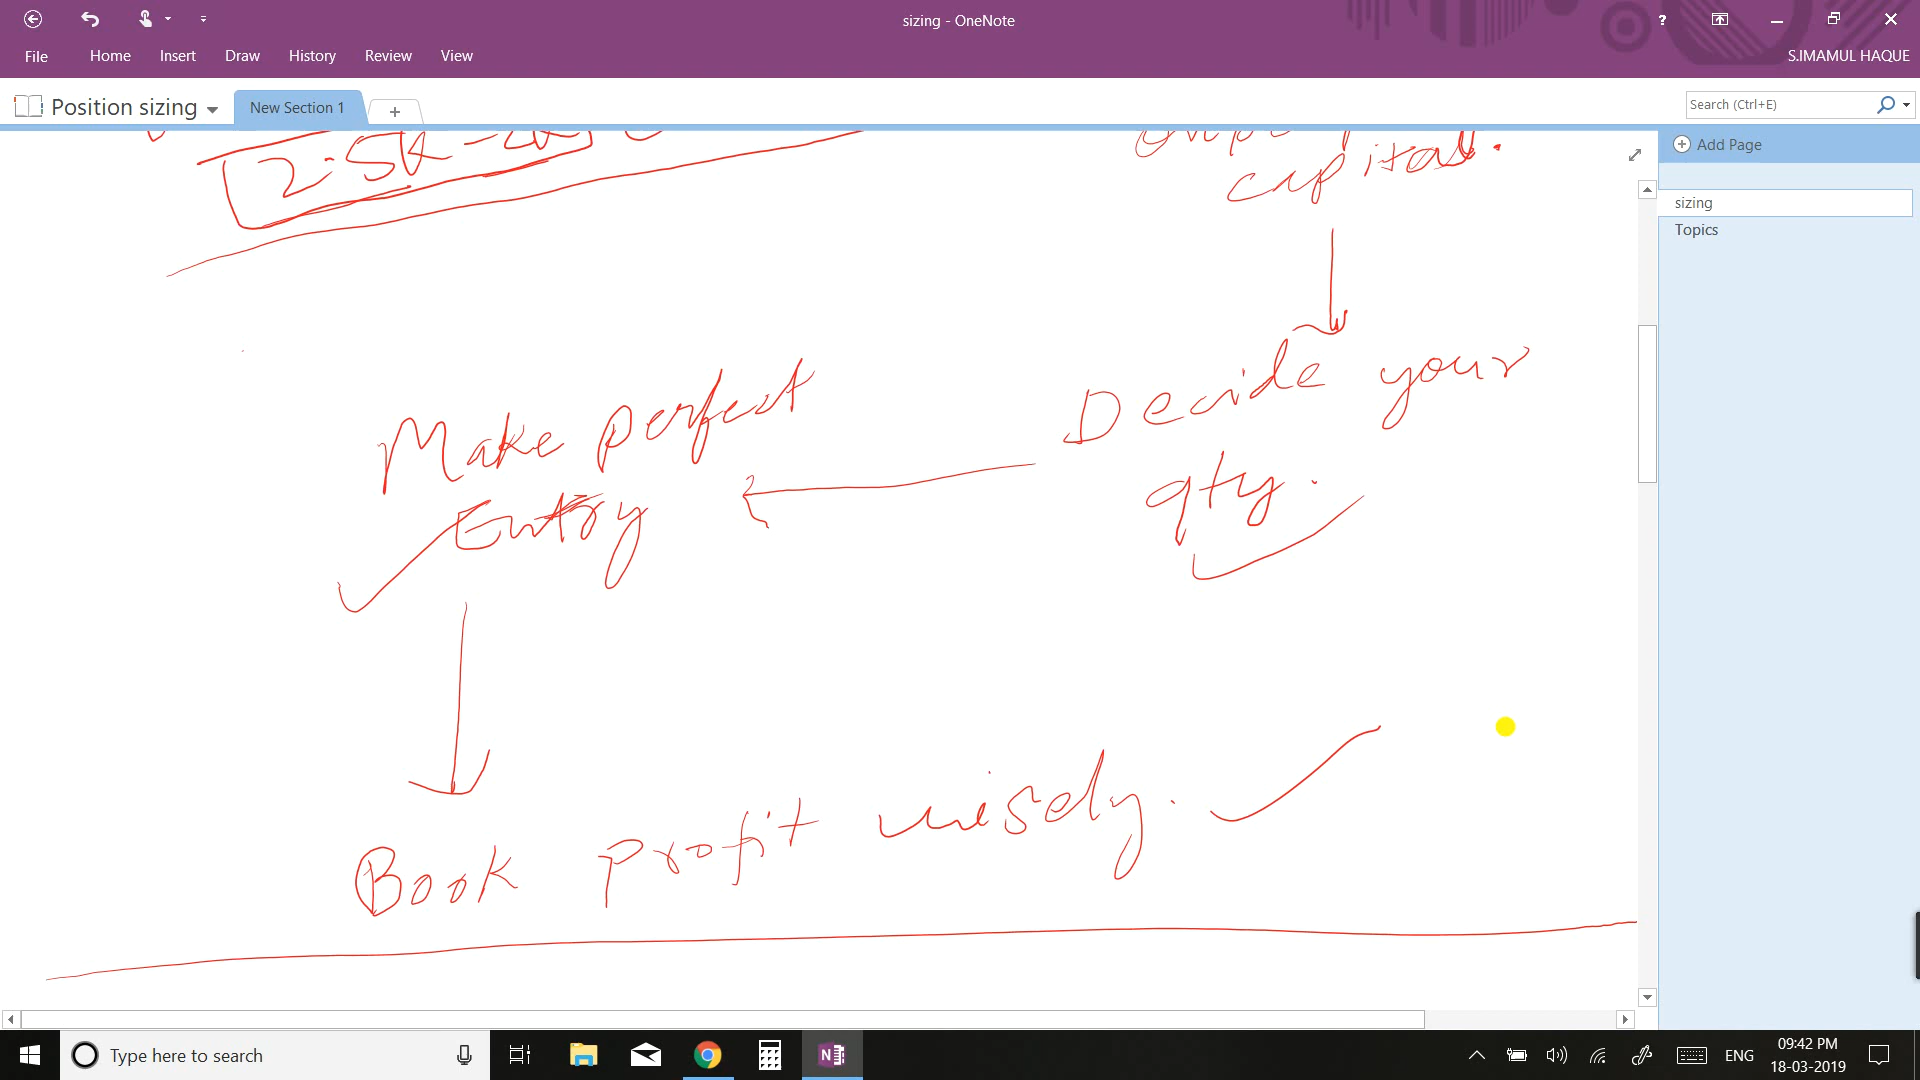 sizing - OneNote
?
File Home Insert Draw History Review View
S.IMAMUL HAQUE
Position sizing
New Section 1
+
Search (Ctrl+E)
Add Page
sizing
Topics
capital.
Decide your
qty.
Make perfect
Entry
Book profit wisely.
Type here to search
N
ENG
09:42 PM
18-03-2019